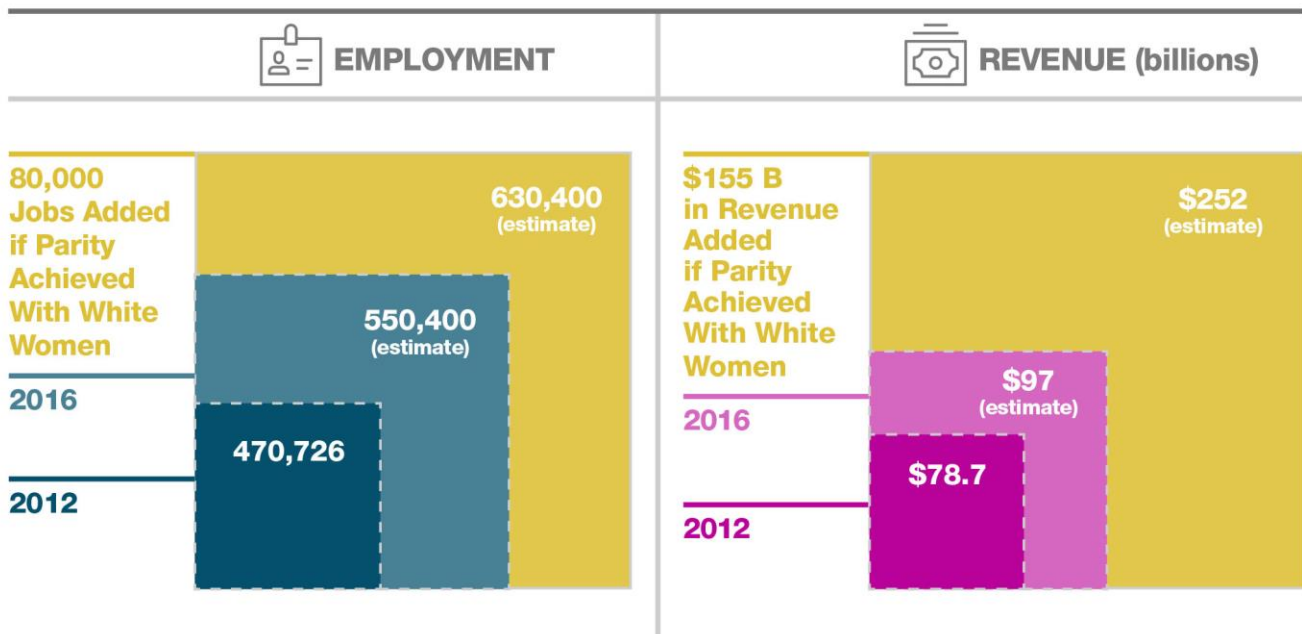 EMPLOYMENT
80,000
Jobs Added
if Parity
Achieved
With White
Women
2016
2012
630,400
(estimate)
550,400
(estimate)
470,726
REVENUE (billions)
$155 B
in Revenue
Added
if Parity
Achieved
With White
Women
2016
2012
$252
(estimate)
$97
(estimate)
$78.7